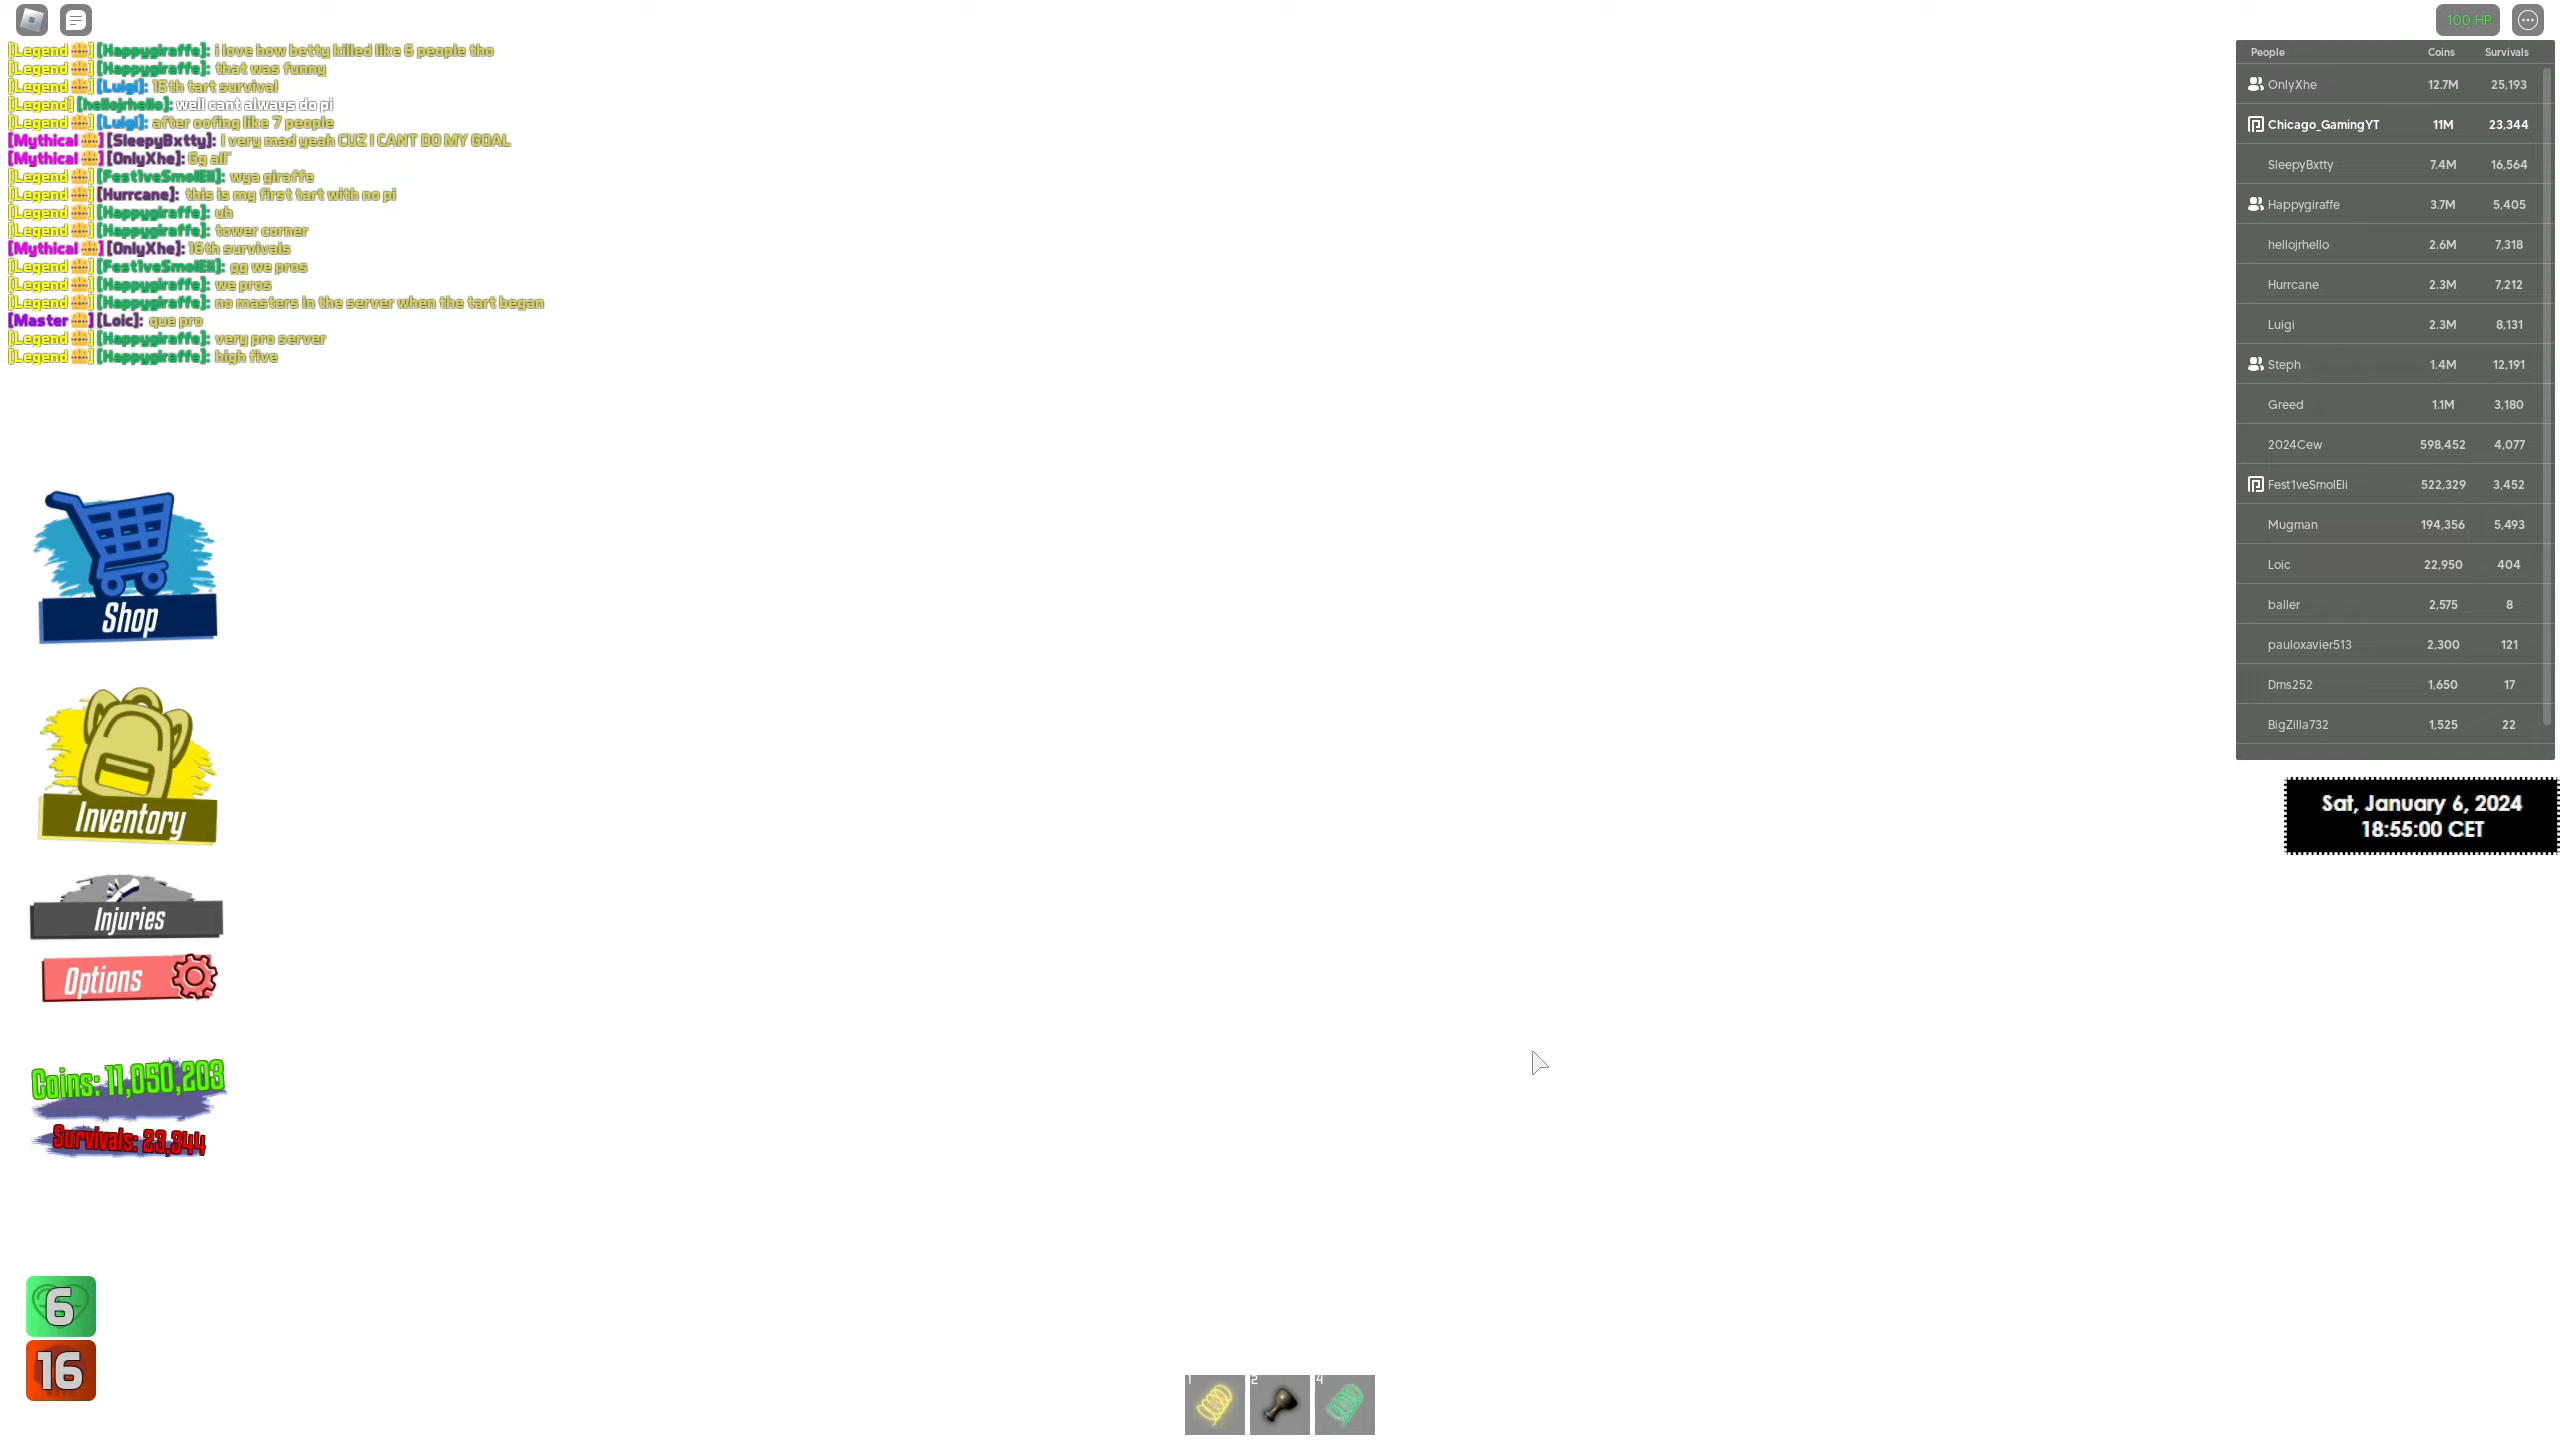 [Legend] [Happygiraffe]: i love how betty killed like 6 people tho
[Legend] [Happygiraffe]: that was funny
[Legend] [Luigi]: 15th tart survival
[Legend] [hellojrhello]: well cant always do pi
[Legend] [Luigi]: after oofing like 7 people
[Mythical] [SleepyBxtty]: I very mad yeah CUZ I CANT DO MY GOAL
[Mythical] [OnlyXhe]: Gg all
[Legend] [Fest1veSmolEli]: wya giraffe
[Legend] [Hurrcane]: this is my first tart with no pi
[Legend] [Happygiraffe]: uh
[Legend] [Happygiraffe]: tower corner
[Mythical] [OnlyXhe]: 16th survivals
[Legend] [Fest1veSmolEli]: gg we pros
[Legend] [Happygiraffe]: we pros
[Legend] [Happygiraffe]: no masters in the server when the tart began
[Master] [Loic]: que pro
[Legend] [Happygiraffe]: very pro server
[Legend] [Happygiraffe]: high five
100 HP
People Coins Survivals
OnlyXhe 12.7M 25,193
Chicago_GamingYT 11M 23,344
SleepyBxtty 7.4M 16,564
Happygiraffe 3.7M 5,405
hellojrhello 2.6M 7,318
Hurrcane 2.3M 7,212
Luigi 2.3M 8,131
Steph 1.4M 12,191
Greed 1.1M 3,180
2024Cew 598,452 4,077
Fest1veSmolEli 522,329 3,452
Mugman 194,356 5,493
Loic 22,950 404
baller 2,575 8
pauloxavier513 2,300 121
Dms252 1,650 17
BigZilla732 1,525 22
Sat, January 6, 2024
18:55:00 CET
Shop
Inventory
Injuries
Options
Coins: 11,050,203
Survivals: 23,344
6
16
1 2 4